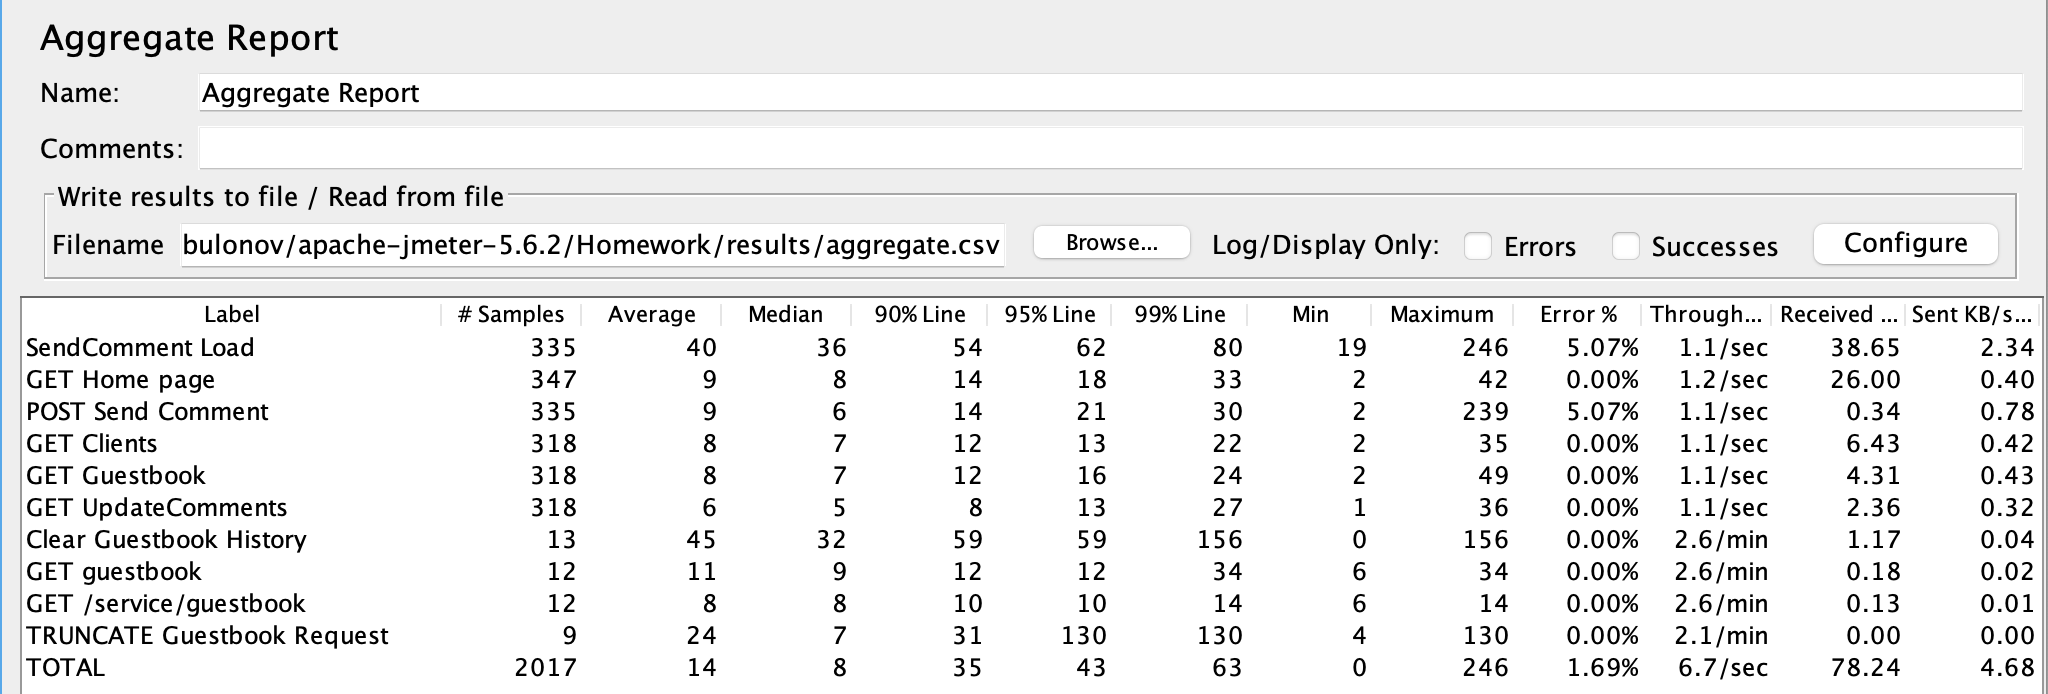 Aggregate Report
Name: Aggregate Report
Comments:
Write results to file / Read from file
Filename bulonov/apache-jmeter-5.6.2/Homework/results/aggregate.csv Browse... Log/Display Only: Errors Successes Configure
Label # Samples Average Median 90% Line 95% Line 99% Line Min Maximum Error % Through... Received ... Sent KB/s...
SendComment Load 335 40 36 54 62 80 19 246 5.07% 1.1/sec 38.65 2.34
GET Home page 347 9 8 14 18 33 2 42 0.00% 1.2/sec 26.00 0.40
POST Send Comment 335 9 6 14 21 30 2 239 5.07% 1.1/sec 0.34 0.78
GET Clients 318 8 7 12 13 22 2 35 0.00% 1.1/sec 6.43 0.42
GET Guestbook 318 8 7 12 16 24 2 49 0.00% 1.1/sec 4.31 0.43
GET UpdateComments 318 6 5 8 13 27 1 36 0.00% 1.1/sec 2.36 0.32
Clear Guestbook History 13 45 32 59 59 156 0 156 0.00% 2.6/min 1.17 0.04
GET guestbook 12 11 9 12 12 34 6 34 0.00% 2.6/min 0.18 0.02
GET /service/guestbook 12 8 8 10 10 14 6 14 0.00% 2.6/min 0.13 0.01
TRUNCATE Guestbook Request 9 24 7 31 130 130 4 130 0.00% 2.1/min 0.00 0.00
TOTAL 2017 14 8 35 43 63 0 246 1.69% 6.7/sec 78.24 4.68